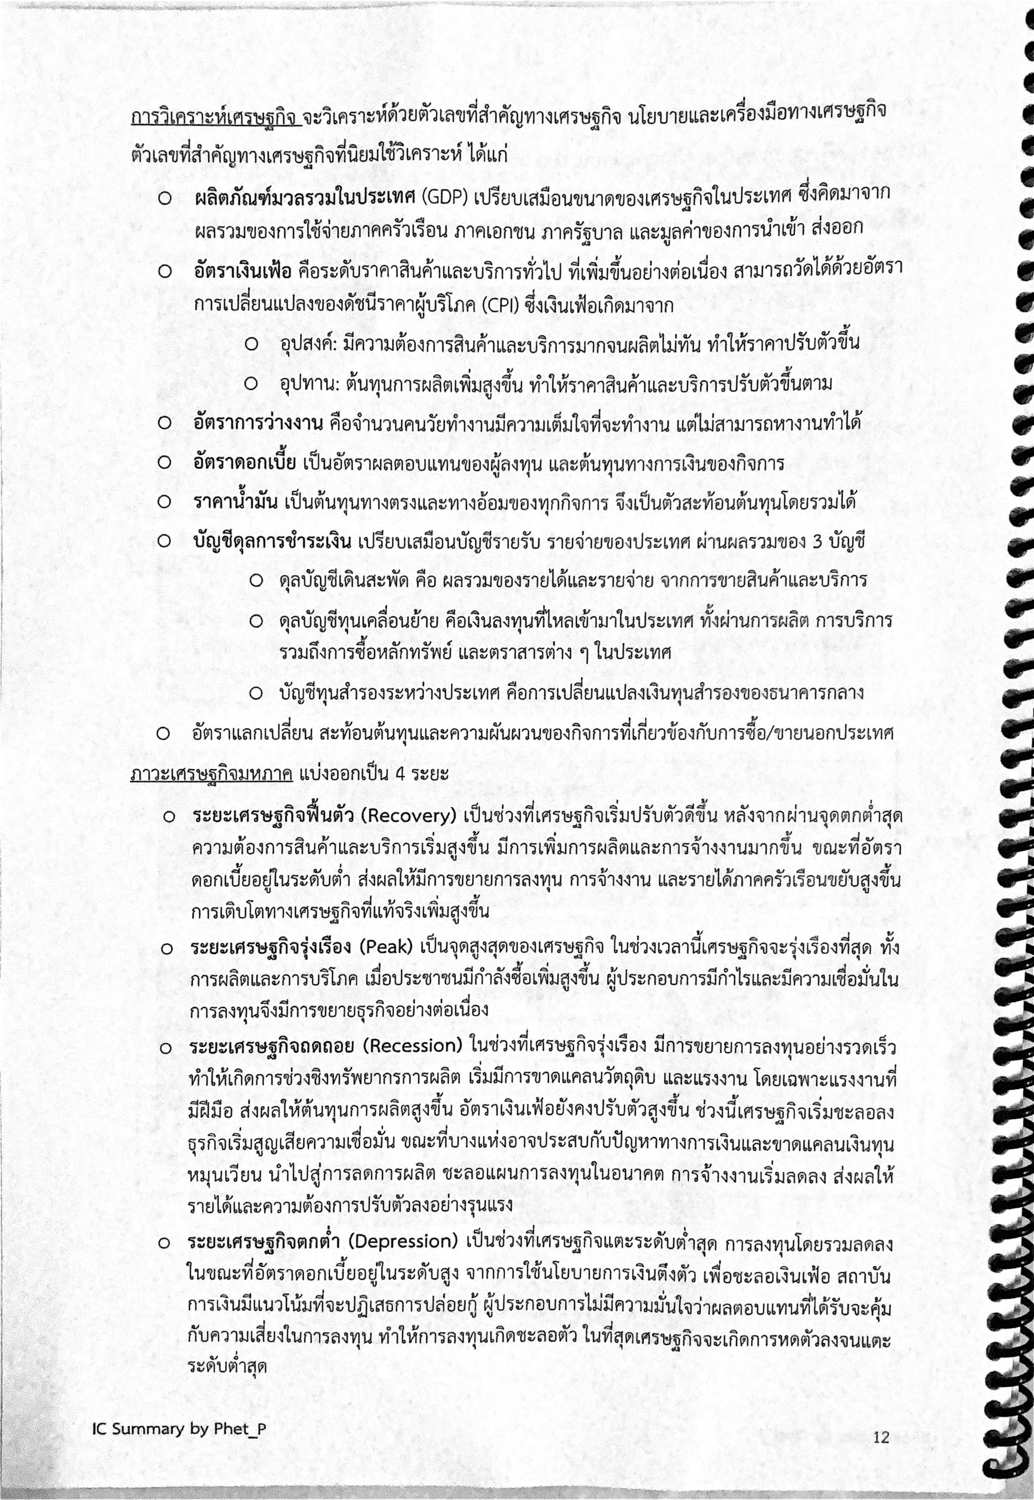 การวิเคราะห์เศรษฐกิจ จะวิเคราะห์ด้วยตัวเลขที่สำคัญทางเศรษฐกิจ นโยบายและเครื่องมือทางเศรษฐกิจ
ตัวเลขที่สำคัญทางเศรษฐกิจที่นิยมใช้วิเคราะห์ ได้แก่
○ ผลิตภัณฑ์มวลรวมในประเทศ (GDP) เปรียบเสมือนขนาดของเศรษฐกิจในประเทศ ซึ่งคิดมาจาก
ผลรวมของการใช้จ่ายภาคครัวเรือน ภาคเอกชน ภาครัฐบาล และมูลค่าของการนำเข้า ส่งออก
○ อัตราเงินเฟ้อ คือระดับราคาสินค้าและบริการทั่วไป ที่เพิ่มขึ้นอย่างต่อเนื่อง สามารถวัดได้ด้วยอัตรา
การเปลี่ยนแปลงของดัชนีราคาผู้บริโภค (CPI) ซึ่งเงินเฟ้อเกิดมาจาก
○ อุปสงค์: มีความต้องการสินค้าและบริการมากจนผลิตไม่ทัน ทำให้ราคาปรับตัวขึ้น
○ อุปทาน: ต้นทุนการผลิตเพิ่มสูงขึ้น ทำให้ราคาสินค้าและบริการปรับตัวขึ้นตาม
○ อัตราการว่างงาน คือจำนวนคนวัยทำงานมีความเต็มใจที่จะทำงาน แต่ไม่สามารถหางานทำได้
○ อัตราดอกเบี้ย เป็นอัตราผลตอบแทนของผู้ลงทุน และต้นทุนทางการเงินของกิจการ
○ ราคาน้ำมัน เป็นต้นทุนทางตรงและทางอ้อมของทุกกิจการ จึงเป็นตัวสะท้อนต้นทุนโดยรวมได้
○ บัญชีดุลการชำระเงิน เปรียบเสมือนบัญชีรายรับ รายจ่ายของประเทศ ผ่านผลรวมของ 3 บัญชี
○ ดุลบัญชีเดินสะพัด คือ ผลรวมของรายได้และรายจ่าย จากการขายสินค้าและบริการ
○ ดุลบัญชีทุนเคลื่อนย้าย คือเงินลงทุนที่ไหลเข้ามาในประเทศ ทั้งผ่านการผลิต การบริการ
รวมถึงการซื้อหลักทรัพย์ และตราสารต่าง ๆ ในประเทศ
○ บัญชีทุนสำรองระหว่างประเทศ คือการเปลี่ยนแปลงเงินทุนสำรองของธนาคารกลาง
○ อัตราแลกเปลี่ยน สะท้อนต้นทุนและความผันผวนของกิจการที่เกี่ยวข้องกับการซื้อ/ขายนอกประเทศ
ภาวะเศรษฐกิจมหภาค แบ่งออกเป็น 4 ระยะ
○ ระยะเศรษฐกิจฟื้นตัว (Recovery) เป็นช่วงที่เศรษฐกิจเริ่มปรับตัวดีขึ้น หลังจากผ่านจุดตกต่ำสุด
ความต้องการสินค้าและบริการเริ่มสูงขึ้น มีการเพิ่มการผลิตและการจ้างงานมากขึ้น ขณะที่อัตรา
ดอกเบี้ยอยู่ในระดับต่ำ ส่งผลให้มีการขยายการลงทุน การจ้างงาน และรายได้ภาคครัวเรือนขยับสูงขึ้น
การเติบโตทางเศรษฐกิจที่แท้จริงเพิ่มสูงขึ้น
○ ระยะเศรษฐกิจรุ่งเรือง (Peak) เป็นจุดสูงสุดของเศรษฐกิจ ในช่วงเวลานี้เศรษฐกิจจะรุ่งเรืองที่สุด ทั้ง
การผลิตและการบริโภค เมื่อประชาชนมีกำลังซื้อเพิ่มสูงขึ้น ผู้ประกอบการมีกำไรและมีความเชื่อมั่นใน
การลงทุนจึงมีการขยายธุรกิจอย่างต่อเนื่อง
○ ระยะเศรษฐกิจถดถอย (Recession) ในช่วงที่เศรษฐกิจรุ่งเรือง มีการขยายการลงทุนอย่างรวดเร็ว
ทำให้เกิดการช่วงชิงทรัพยากรการผลิต เริ่มมีการขาดแคลนวัตถุดิบ และแรงงาน โดยเฉพาะแรงงานที่
มีฝีมือ ส่งผลให้ต้นทุนการผลิตสูงขึ้น อัตราเงินเฟ้อยังคงปรับตัวสูงขึ้น ช่วงนี้เศรษฐกิจเริ่มชะลอลง
ธุรกิจเริ่มสูญเสียความเชื่อมั่น ขณะที่บางแห่งอาจประสบกับปัญหาทางการเงินและขาดแคลนเงินทุน
หมุนเวียน นำไปสู่การลดการผลิต ชะลอแผนการลงทุนในอนาคต การจ้างงานเริ่มลดลง ส่งผลให้
รายได้และความต้องการปรับตัวลงอย่างรุนแรง
○ ระยะเศรษฐกิจตกต่ำ (Depression) เป็นช่วงที่เศรษฐกิจแตะระดับต่ำสุด การลงทุนโดยรวมลดลง
ในขณะที่อัตราดอกเบี้ยอยู่ในระดับสูง จากการใช้นโยบายการเงินตึงตัว เพื่อชะลอเงินเฟ้อ สถาบัน
การเงินมีแนวโน้มที่จะปฏิเสธการปล่อยกู้ ผู้ประกอบการไม่มีความมั่นใจว่าผลตอบแทนที่ได้รับจะคุ้ม
กับความเสี่ยงในการลงทุน ทำให้การลงทุนเกิดชะลอตัว ในที่สุดเศรษฐกิจจะเกิดการหดตัวลงจนแตะ
ระดับต่ำสุด
IC Summary by Phet_P
12